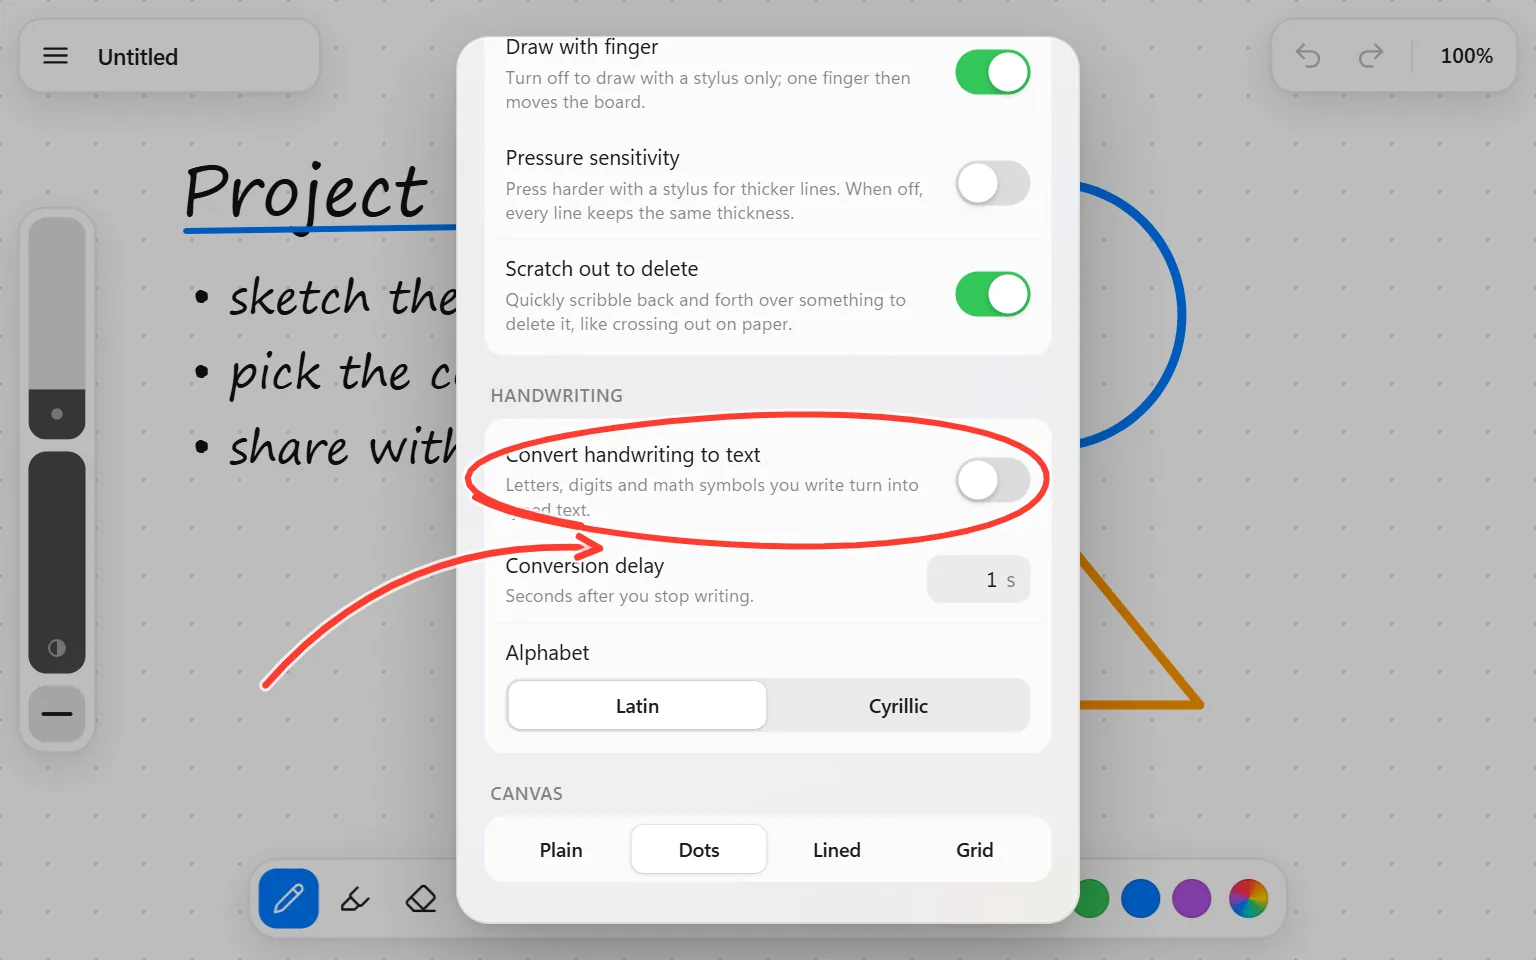 Untitled
100%
Project
• sketch the
• pick the
• share with
Draw with finger
Turn off to draw with a stylus only; one finger then
moves the board.
Pressure sensitivity
Press harder with a stylus for thicker lines. When off,
every line keeps the same thickness.
Scratch out to delete
Quickly scribble back and forth over something to
delete it, like crossing out on paper.
HANDWRITING
Convert handwriting to text
Letters, digits and math symbols you write turn into
typed text.
Conversion delay
Seconds after you stop writing.
1 s
Alphabet
Latin Cyrillic
CANVAS
Plain Dots Lined Grid